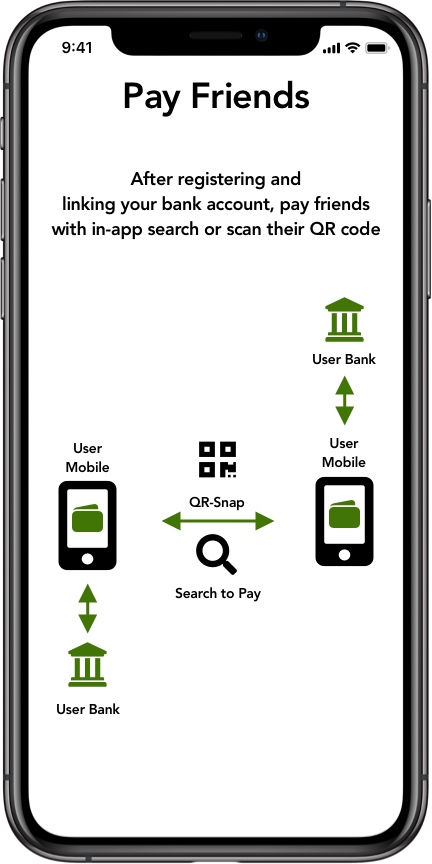 9:41
Pay Friends
After registering and
linking your bank account, pay friends
with in-app search or scan their QR code
User Bank
User
Mobile
User
Mobile
QR-Snap
Search to Pay
User Bank